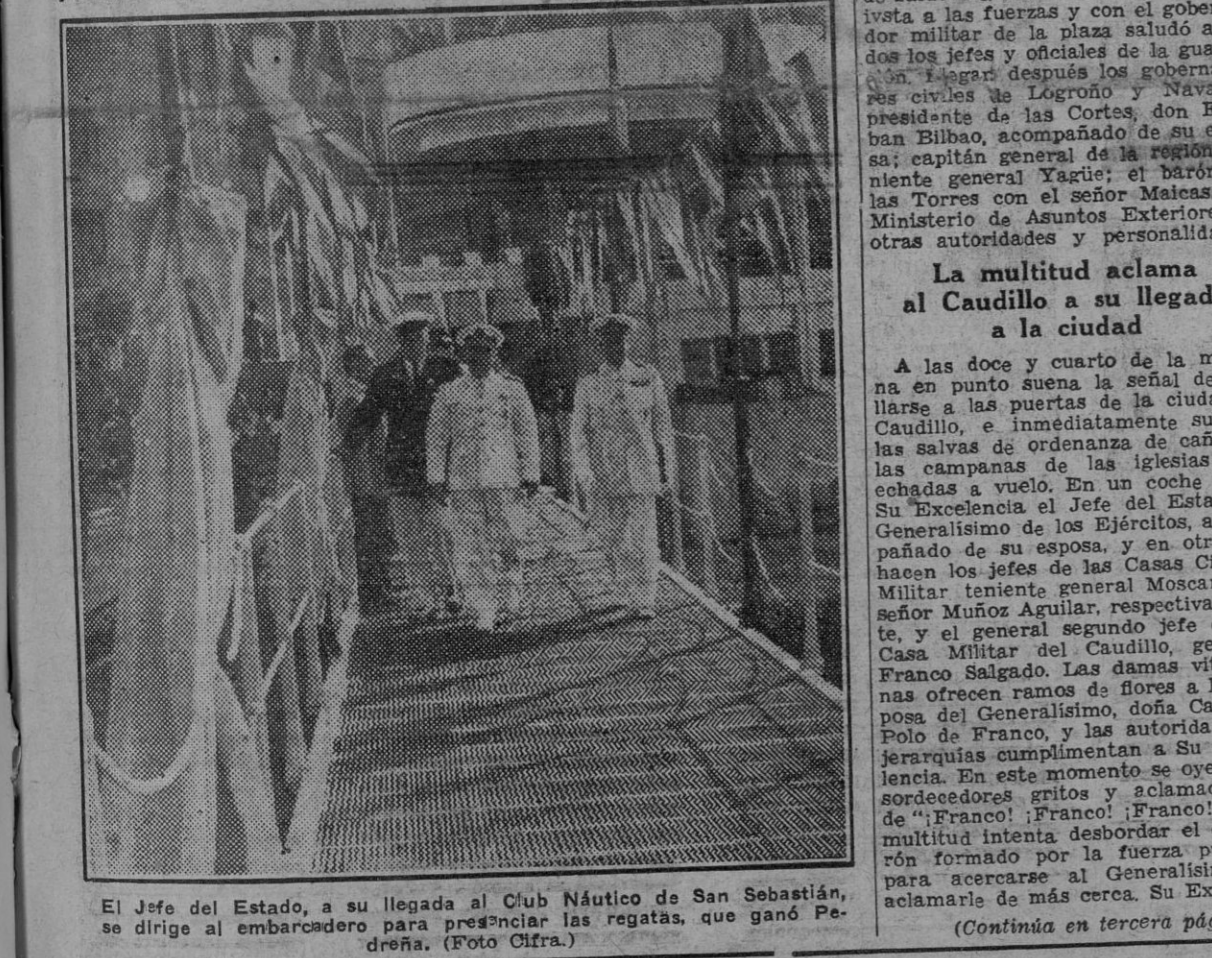 ivsta a las fuerzas y con el gober
dor militar de la plaza saludó a
dos los jefes y oficiales de la gua
después los goberna
res civiles de Logroño y Nava
presidente de las Cortes, don E
ban Bilbao, acompañado de su e
sa; capitán general de la región
niente general Yagüe; el barón
las Torres con el señor Maicas
Ministerio de Asuntos Exteriore
otras autoridades y personalida
La multitud aclama
al Caudillo a su llegad
a la ciudad
A las doce y cuarto de la m
na en punto suena la señal de
llarse a las puertas de la ciuda
Caudillo, e inmediatamente su
las salvas de ordenanza de cañ
las campanas de las iglesias
echadas a vuelo. En un coche
Su Excelencia el Jefe del Esta
Generalísimo de los Ejércitos, a
pañado de su esposa, y en otr
hacen los jefes de las Casas Ci
Militar teniente general Moscar
señor Muñoz Aguilar, respectiva
te, y el general segundo jefe
Casa Militar del Caudillo, ge
Franco Salgado. Las damas vit
nas ofrecen ramos de flores a l
posa del Generalísimo, doña Ca
Polo de Franco, y las autorida
jerarquías cumplimentan a Su
lencia. En este momento se oye
sordecedores gritos y aclamac
de "¡Franco! ¡Franco! ¡Franco!
multitud intenta desbordar el
rón formado por la fuerza p
para acercarse al Generalísi
aclamarle de más cerca. Su Ex
(Continúa en tercera pág
El Jefe del Estado, a su llegada al Club Náutico de San Sebastián,
se dirige al embarcadero para presenciar las regatas, que ganó Pe-
dreña. (Foto Cifra.)